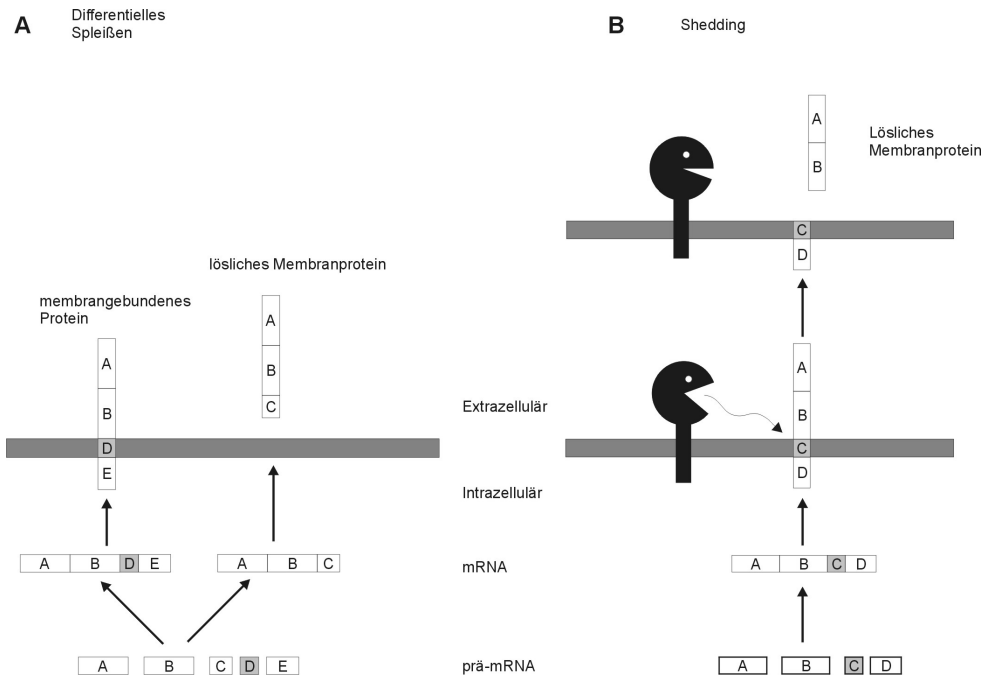 A
Differentielles
Spleißen
lösliches Membranprotein
membrangebundenes
Protein
A
B
D
E
A
B
C
A B D E
A B C
A B C D E
Extrazellulär
Intrazellulär
mRNA
prä-mRNA
B
Shedding
Lösliches
Membranprotein
A
B
C
D
A
B
C
D
A B C D
A B C D